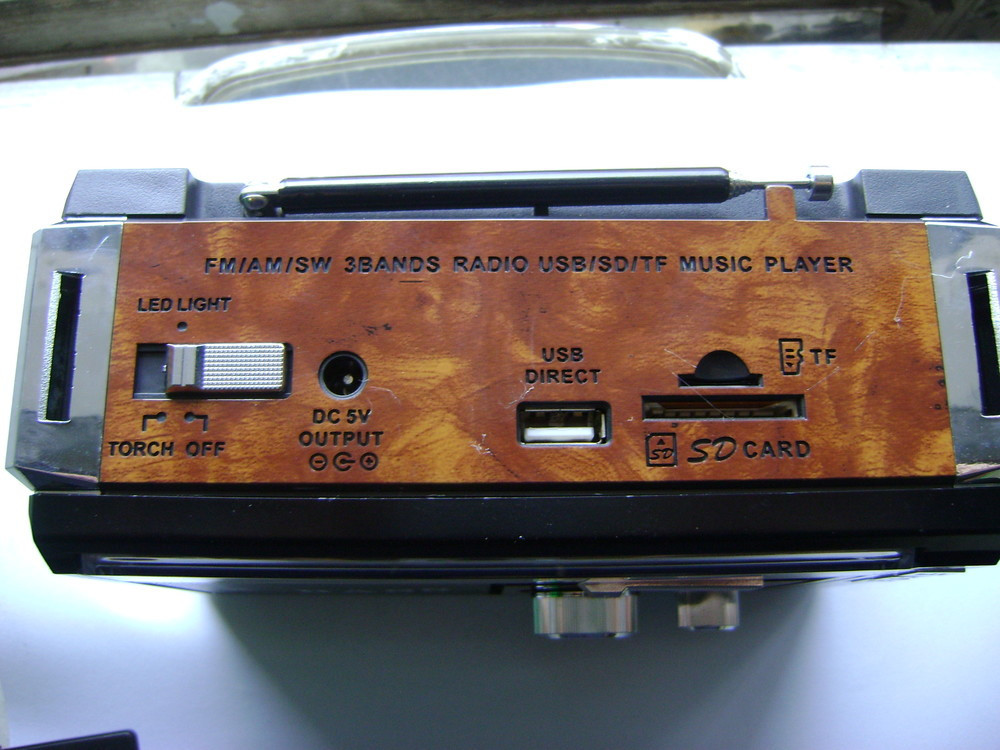 FM/AM/SW 3BANDS RADIO USB/SD/TF MUSIC PLAYER
LED LIGHT
TORCH OFF
DC 5V
OUTPUT
USB
DIRECT
TF
SD
SD CARD